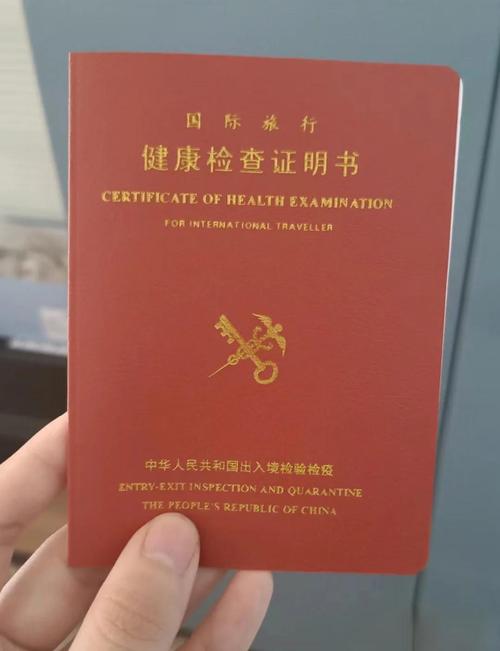 国际旅行
健康检查证明书
CERTIFICATE OF HEALTH EXAMINATION
FOR INTERNATIONAL TRAVELLER
中华人民共和国出入境检验检疫
ENTRY-EXIT INSPECTION AND QUARANTINE
THE PEOPLE'S REPUBLIC OF CHINA